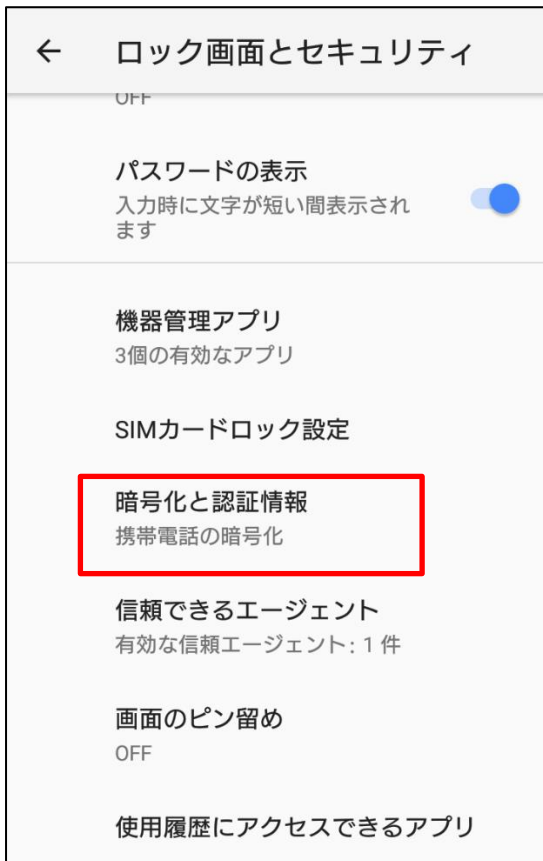 ロック画面とセキュリティ
OFF
パスワードの表示
入力時に文字が短い間表示され
ます
機器管理アプリ
3個の有効なアプリ
SIMカードロック設定
暗号化と認証情報
携帯電話の暗号化
信頼できるエージェント
有効な信頼エージェント: 1 件
画面のピン留め
OFF
使用履歴にアクセスできるアプリ